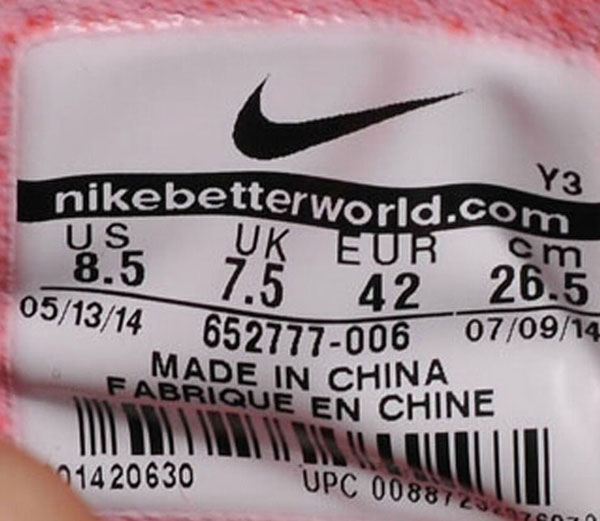 Y3
nikebetterworld.com
US UK EUR cm
8.5 7.5 42 26.5
05/13/14 652777-006 07/09/14
MADE IN CHINA
FABRIQUE EN CHINE
01420630 UPC